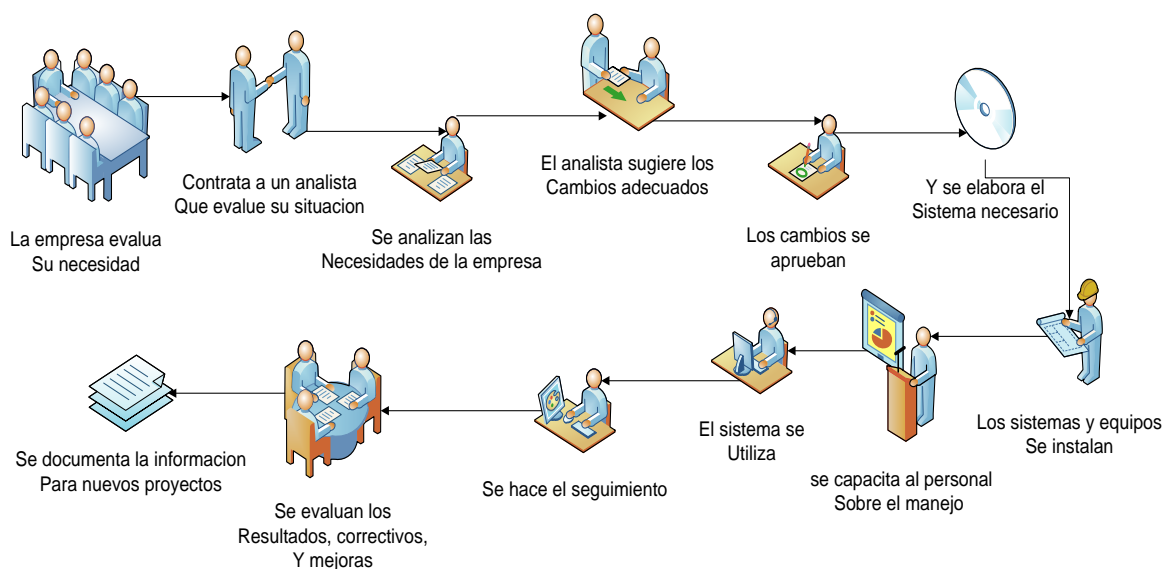 La empresa evalua
Su necesidad
Contrata a un analista
Que evalue su situacion
Se analizan las
Necesidades de la empresa
El analista sugiere los
Cambios adecuados
Los cambios se
aprueban
Y se elabora el
Sistema necesario
Los sistemas y equipos
Se instalan
se capacita al personal
Sobre el manejo
El sistema se
Utiliza
Se hace el seguimiento
Se evaluan los
Resultados, correctivos,
Y mejoras
Se documenta la informacion
Para nuevos proyectos